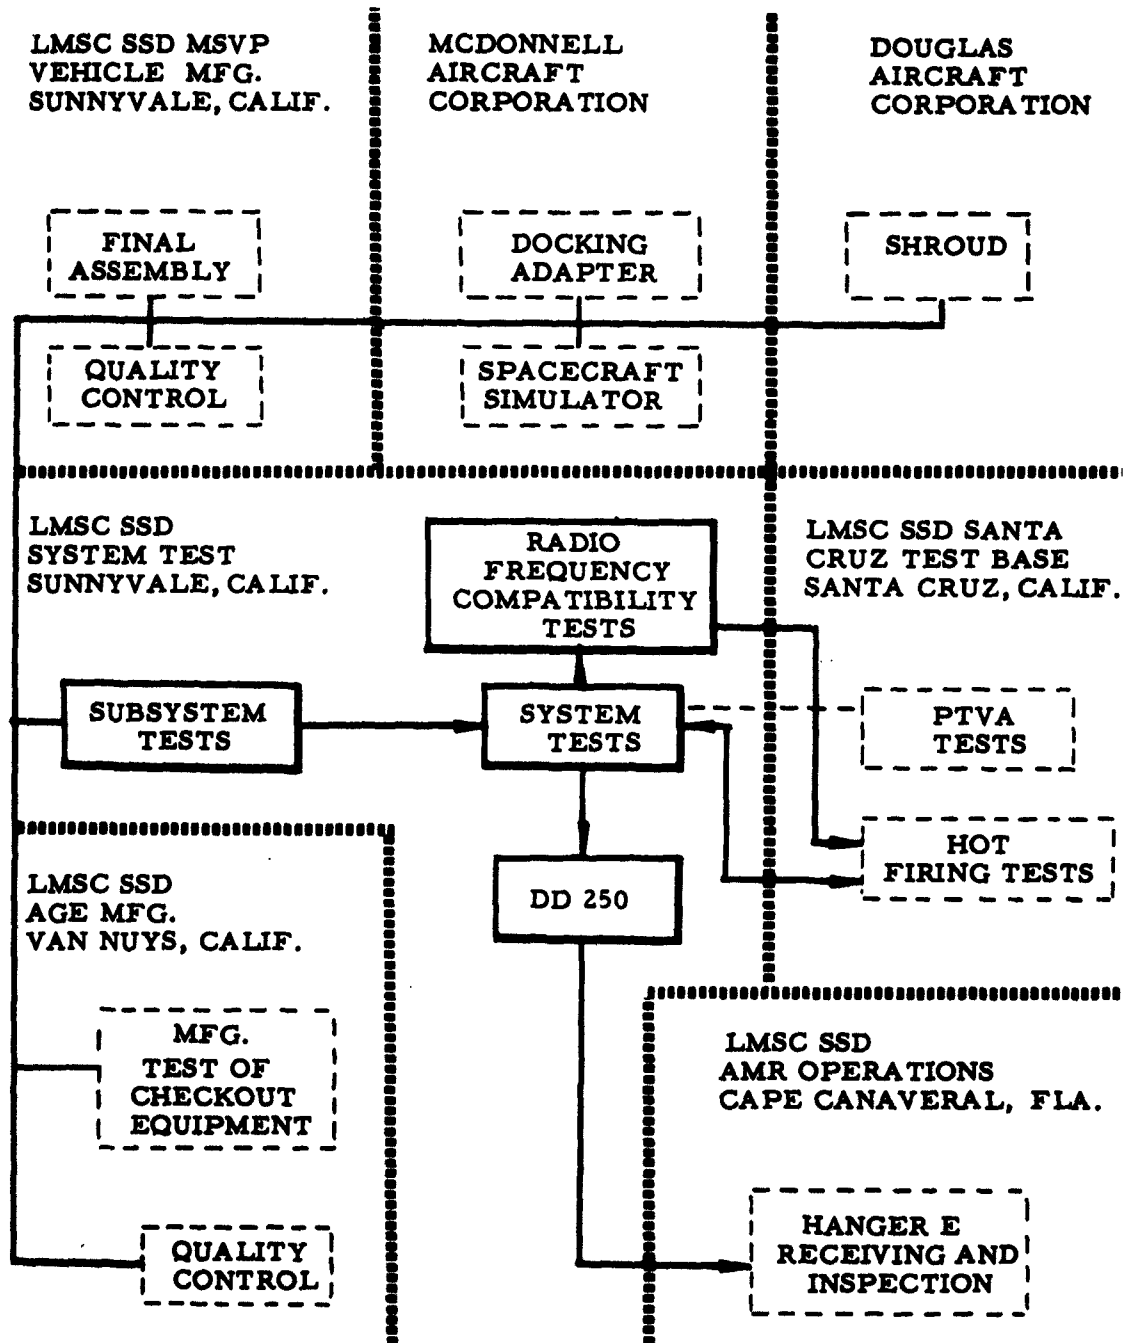 LMSC SSD MSVP
VEHICLE MFG.
SUNNYVALE, CALIF.
MCDONNELL
AIRCRAFT
CORPORATION
DOUGLAS
AIRCRAFT
CORPORATION
FINAL
ASSEMBLY
DOCKING
ADAPTER
SHROUD
QUALITY
CONTROL
SPACECRAFT
SIMULATOR
LMSC SSD
SYSTEM TEST
SUNNYVALE, CALIF.
RADIO
FREQUENCY
COMPATIBILITY
TESTS
LMSC SSD SANTA
CRUZ TEST BASE
SANTA CRUZ, CALIF.
SUBSYSTEM
TESTS
SYSTEM
TESTS
PTVA
TESTS
HOT
FIRING TESTS
DD 250
LMSC SSD
AGE MFG.
VAN NUYS, CALIF.
MFG.
TEST OF
CHECKOUT
EQUIPMENT
QUALITY
CONTROL
LMSC SSD
AMR OPERATIONS
CAPE CANAVERAL, FLA.
HANGER E
RECEIVING AND
INSPECTION